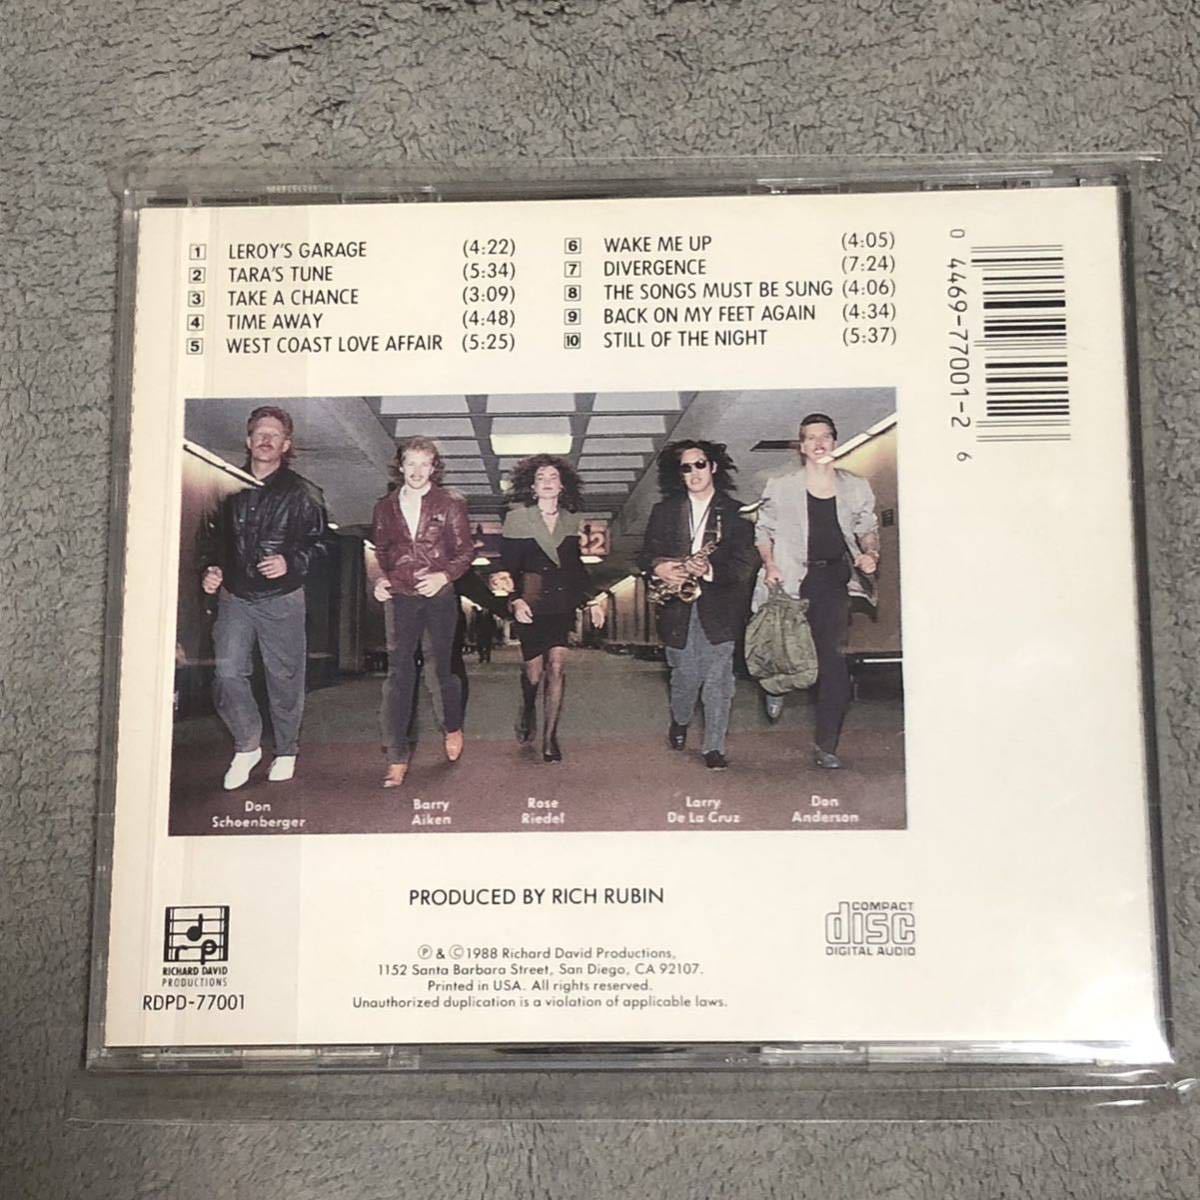 1 LEROY'S GARAGE (4:22)
2 TARA'S TUNE (5:34)
3 TAKE A CHANCE (3:09)
4 TIME AWAY (4:48)
5 WEST COAST LOVE AFFAIR (5:25)
6 WAKE ME UP (4:05)
7 DIVERGENCE (7:24)
8 THE SONGS MUST BE SUNG (4:06)
9 BACK ON MY FEET AGAIN (4:34)
10 STILL OF THE NIGHT (5:37)
0 4469-77001-2 6
22
Don
Schoenberger
Barry
Aiken
Rose
Riedel
Larry
De La Cruz
Don
Anderson
PRODUCED BY RICH RUBIN
℗ & ©1988 Richard David Productions,
1152 Santa Barbara Street, San Diego, CA 92107.
Printed in USA. All rights reserved.
Unauthorized duplication is a violation of applicable laws.
rdp
RICHARD DAVID
PRODUCTIONS
RDPD-77001
COMPACT
disc
DIGITAL AUDIO